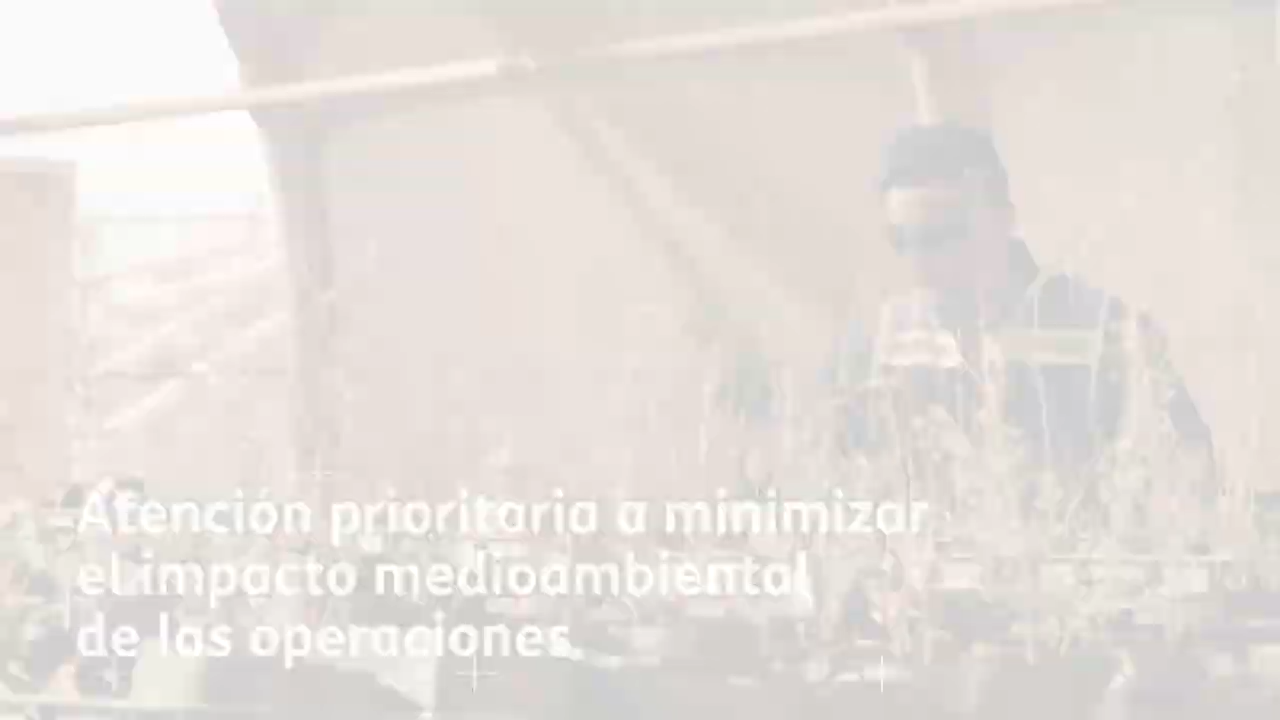 Atención prioritaria a minimizar
el impacto medioambiental
de las operaciones.